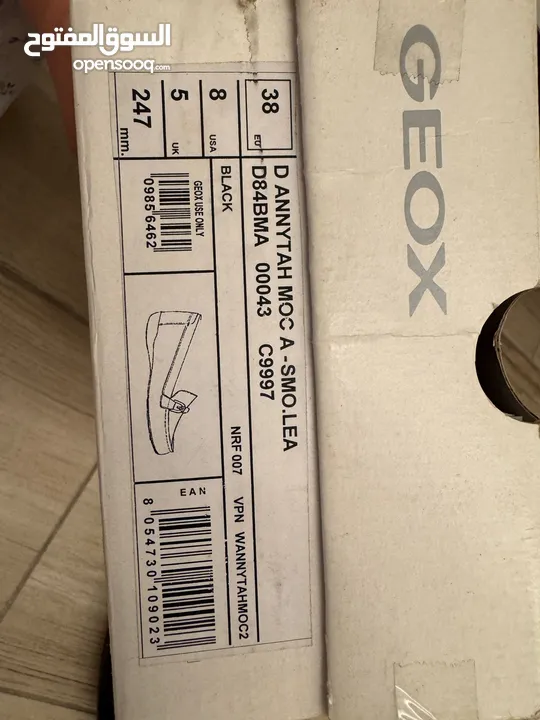 السوق المفتوح
opensooq.com
GEOX
38 EU
8 USA
5 UK
247 mm.
D ANNYTAH MOC A -SMO.LEA
D84BMA 00043 C9997
BLACK
NRF 007 VPN WANNYTAHMOC2
GEOX USE ONLY
0985 6462
EAN
8 054730 109023